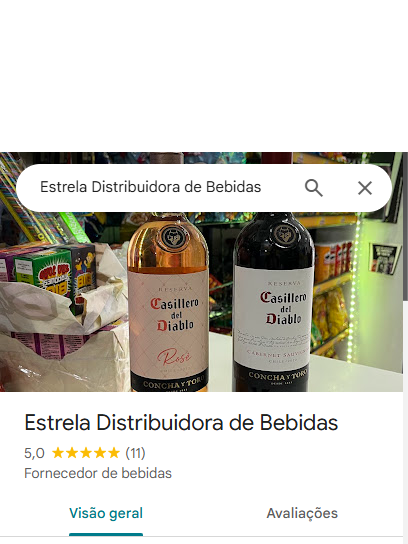 Estrela Distribuidora de Bebidas
RESERVA
Casillero
del
Diablo
Rosé
CONCHA Y TORO
RESERVA
Casillero
del
Diablo
CABERNET SAUVIGNON
CONCHA Y TORO
Estrela Distribuidora de Bebidas
5,0 ★★★★★ (11)
Fornecedor de bebidas
Visão geral
Avaliações